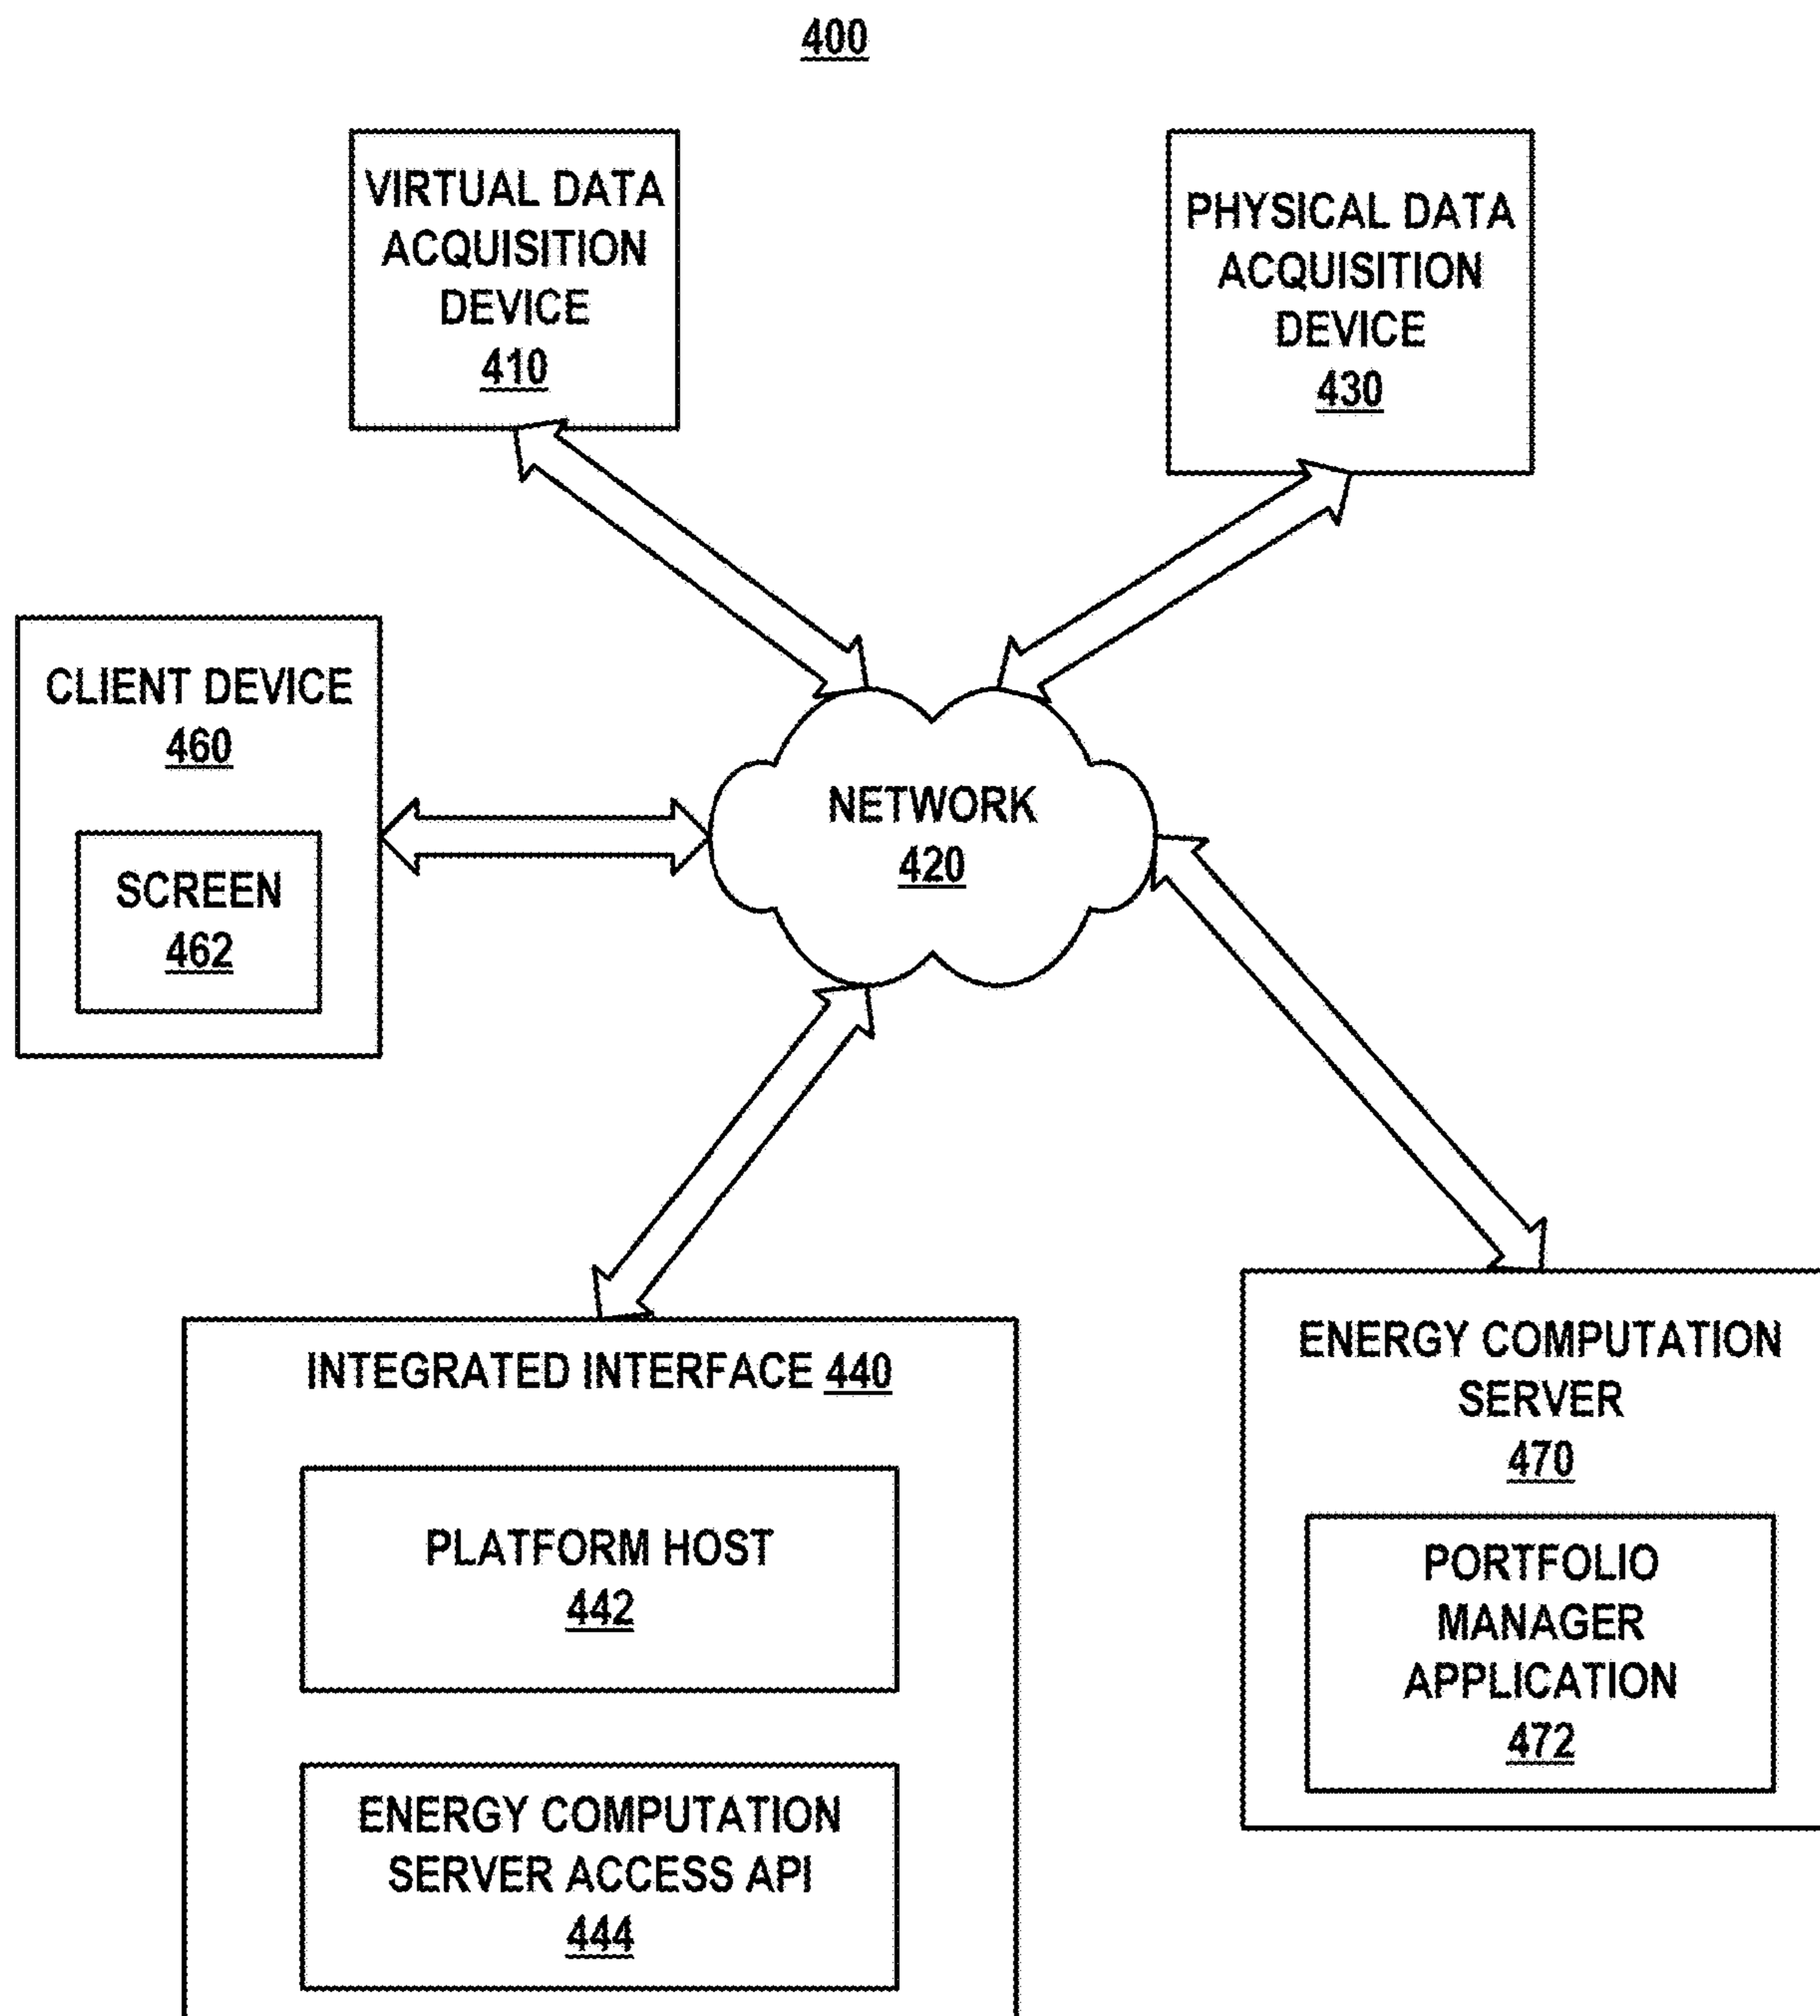 400
VIRTUAL DATA
ACQUISITION
DEVICE
410
PHYSICAL DATA
ACQUISITION
DEVICE
430
CLIENT DEVICE
460
SCREEN
462
NETWORK
420
INTEGRATED INTERFACE 440
PLATFORM HOST
442
ENERGY COMPUTATION
SERVER ACCESS API
444
ENERGY COMPUTATION
SERVER
470
PORTFOLIO
MANAGER
APPLICATION
472